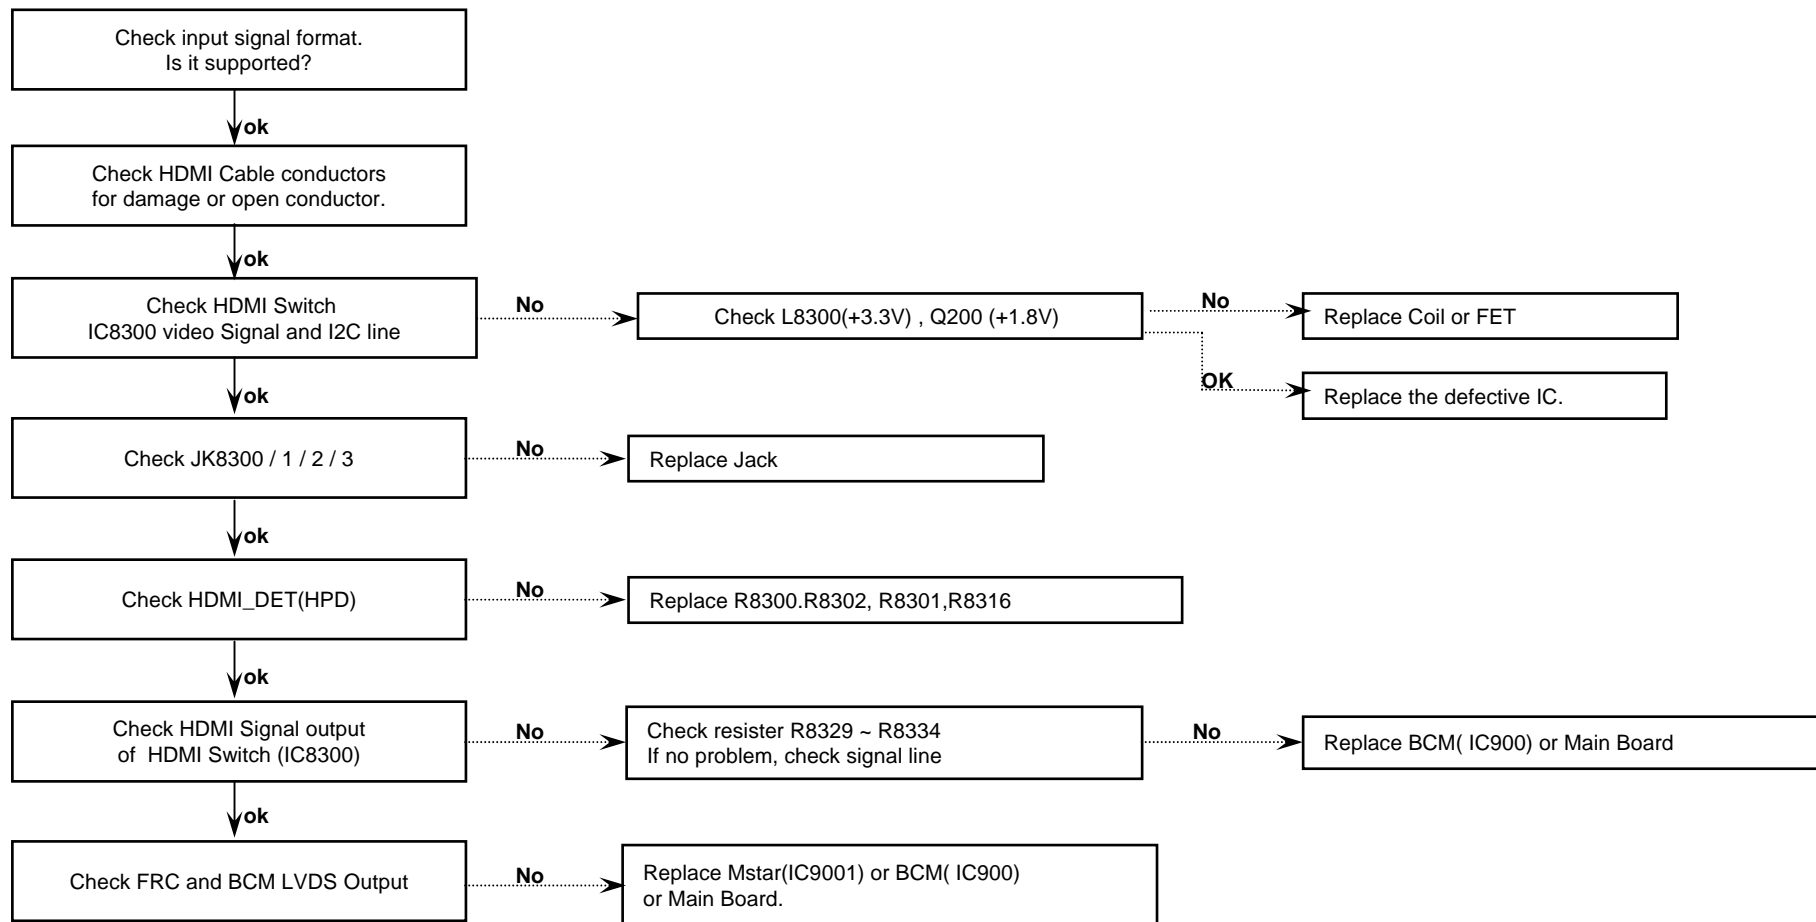 Check input signal format.
Is it supported?
ok
Check HDMI Cable conductors
for damage or open conductor.
ok
Check HDMI Switch
IC8300 video Signal and I2C line
No
Check L8300(+3.3V) , Q200 (+1.8V)
No
Replace Coil or FET
OK
Replace the defective IC.
ok
Check JK8300 / 1 / 2 / 3
No
Replace Jack
ok
Check HDMI_DET(HPD)
No
Replace R8300.R8302, R8301,R8316
ok
Check HDMI Signal output
of HDMI Switch (IC8300)
No
Check resister R8329 ~ R8334
If no problem, check signal line
No
Replace BCM( IC900) or Main Board
ok
Check FRC and BCM LVDS Output
No
Replace Mstar(IC9001) or BCM( IC900)
or Main Board.